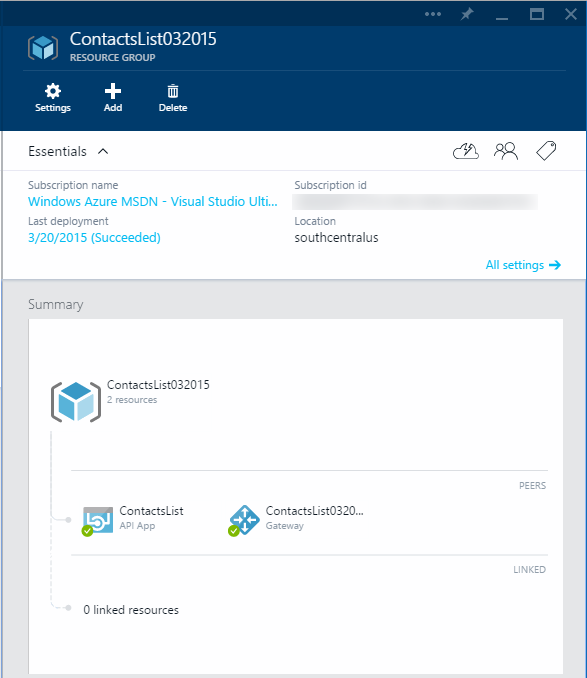 ContactsList032015
RESOURCE GROUP
Settings
Add
Delete
Essentials
Subscription name
Subscription id
Windows Azure MSDN - Visual Studio Ulti...
Last deployment
Location
3/20/2015 (Succeeded)
southcentralus
All settings
Summary
ContactsList032015
2 resources
PEERS
ContactsList
API App
ContactsList0320...
Gateway
LINKED
0 linked resources